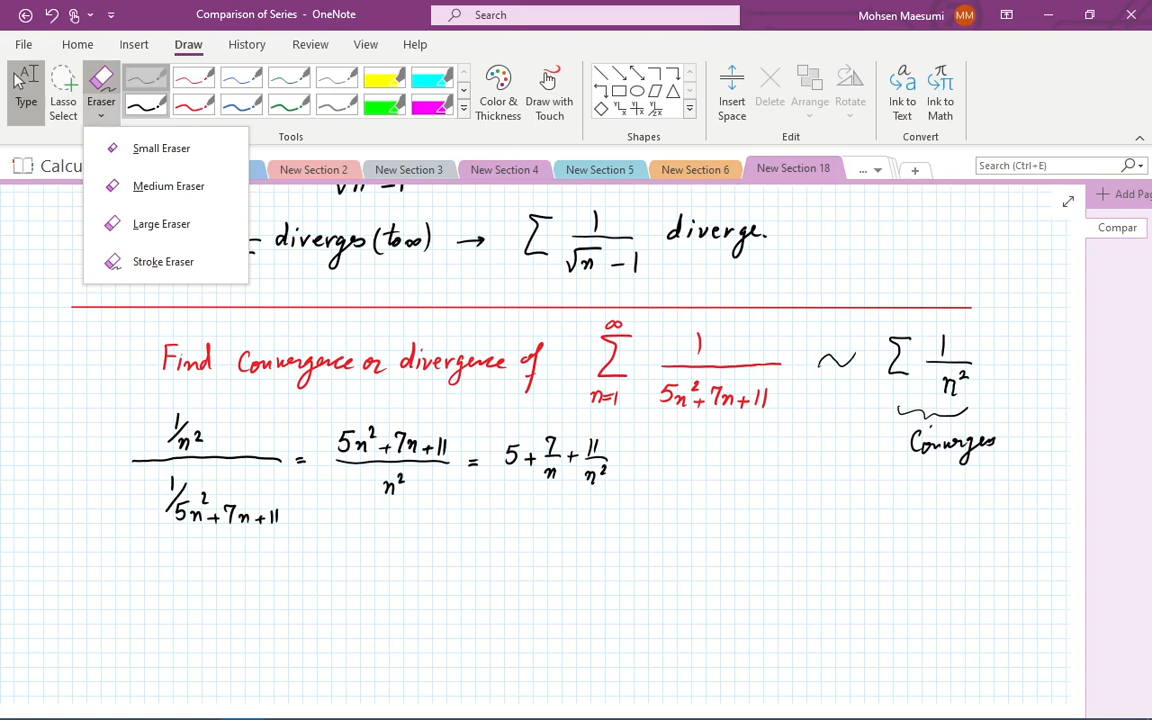 Comparison of Series - OneNote
Search
Mohsen Maesumi MM
File Home Insert Draw History Review View Help
Type
Lasso Select
Eraser
Color & Thickness
Draw with Touch
Insert Space
Delete
Arrange
Rotate
Ink to Text
Ink to Math
Tools
Shapes
Edit
Convert
Small Eraser
Medium Eraser
Large Eraser
Stroke Eraser
Calcu
New Section 2 New Section 3 New Section 4 New Section 5 New Section 6 New Section 18 ... +
Search (Ctrl+E)
+ Add Pag
Compar
√n - 1
diverges (to ∞) → ∑ 1/(√n - 1) diverge.
Find Convergence or divergence of ∑_{n=1}^{∞} 1/(5n²+7n+11) ~ ∑ 1/n²
Converges
(1/n²)/(1/5n²+7n+11) = (5n²+7n+11)/n² = 5 + 7/n + 11/n²